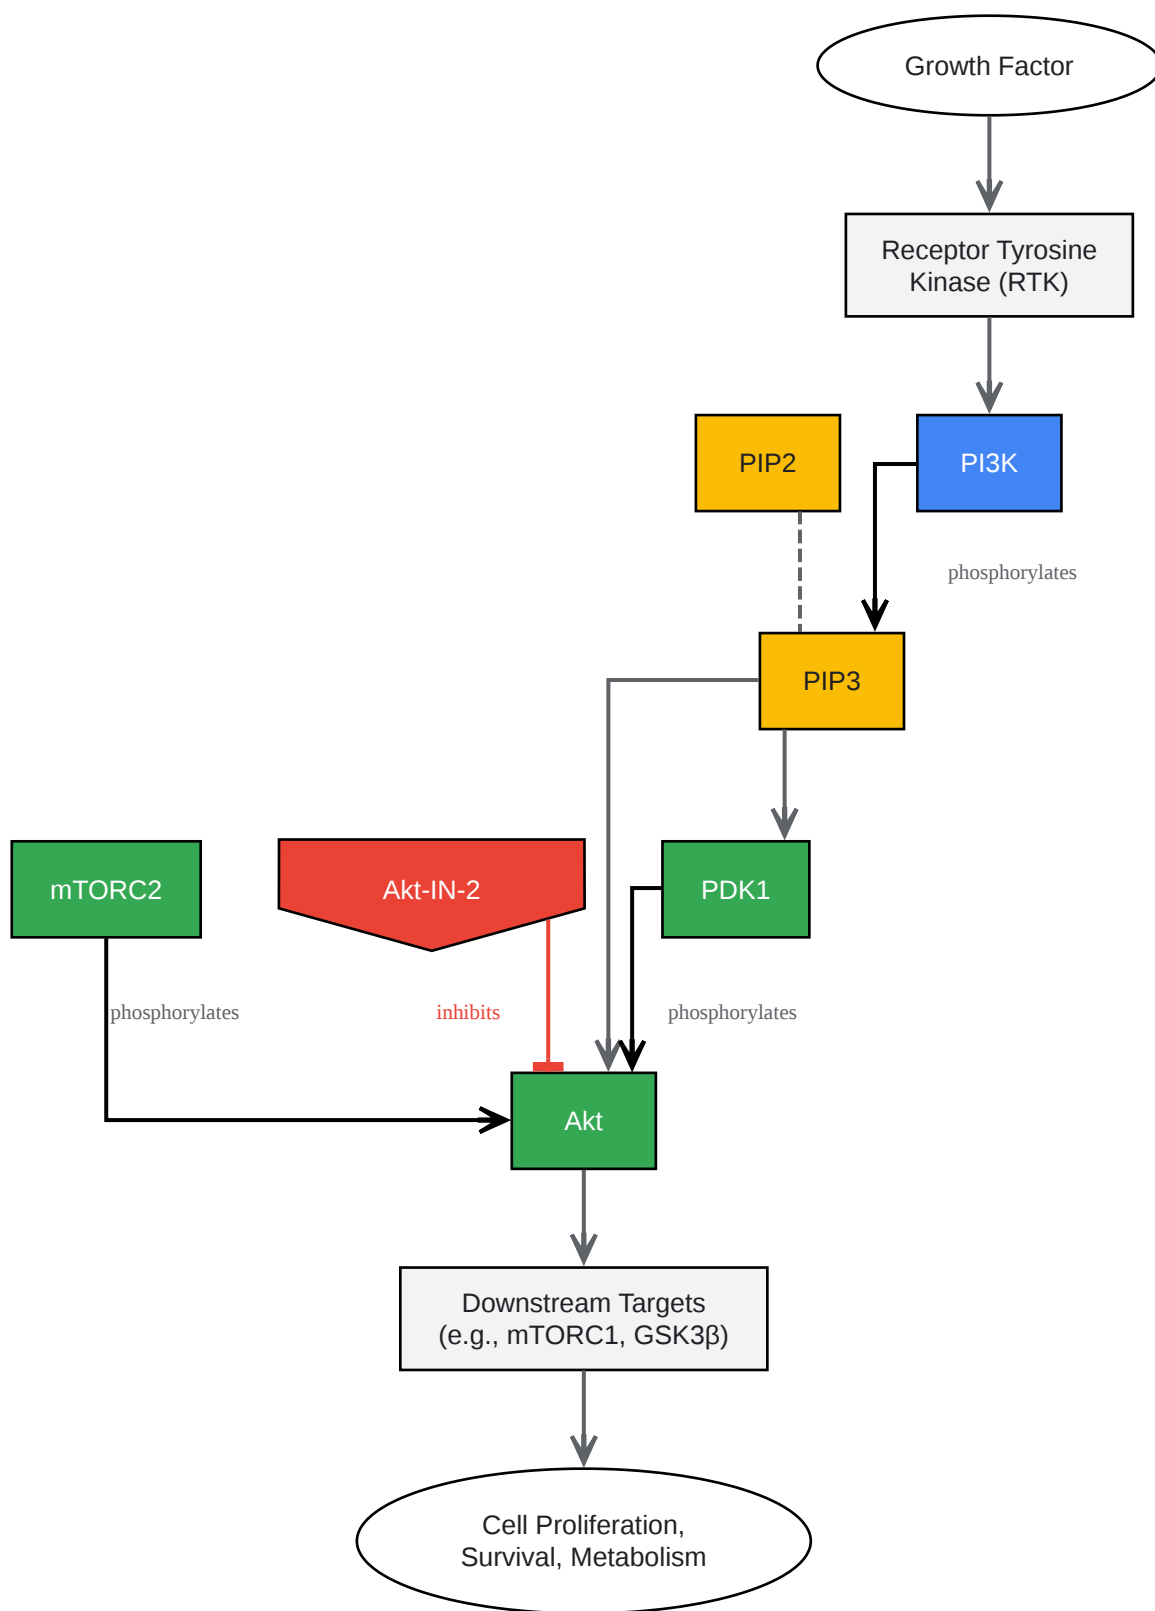 Growth Factor
Receptor Tyrosine
Kinase (RTK)
PIP2
PI3K
phosphorylates
PIP3
mTORC2
Akt-IN-2
PDK1
phosphorylates
inhibits
phosphorylates
Akt
Downstream Targets
(e.g., mTORC1, GSK3β)
Cell Proliferation,
Survival, Metabolism